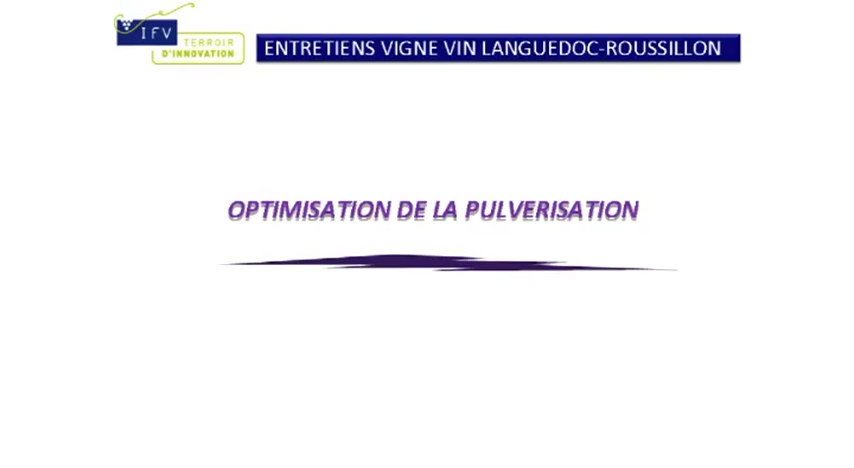 IFV
TERROIR
D'INNOVATION
ENTRETIENS VIGNE VIN LANGUEDOC-ROUSSILLON
OPTIMISATION DE LA PULVERISATION